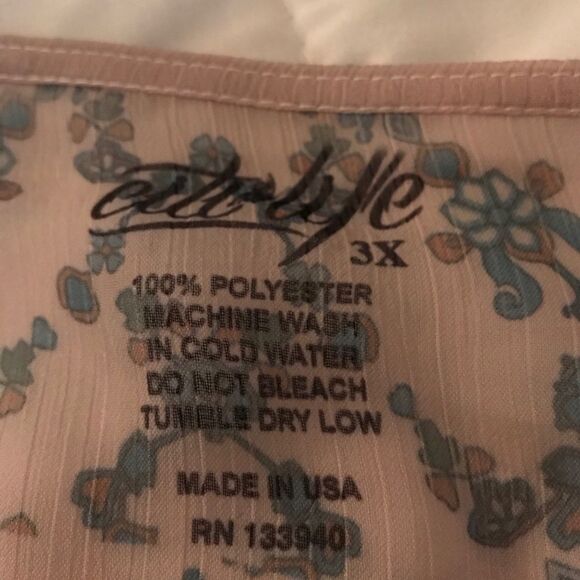 3X
100% POLYESTER
MACHINE WASH
IN COLD WATER
DO NOT BLEACH
TUMBLE DRY LOW
MADE IN USA
RN 133940